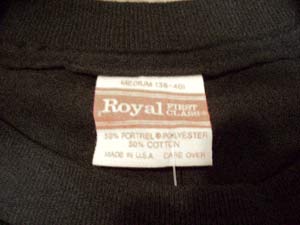 MEDIUM (38-40)
Royal FIRST CLASS®
50% FORTREL® POLYESTER
50% COTTON
MADE IN U.S.A. CARE OVER